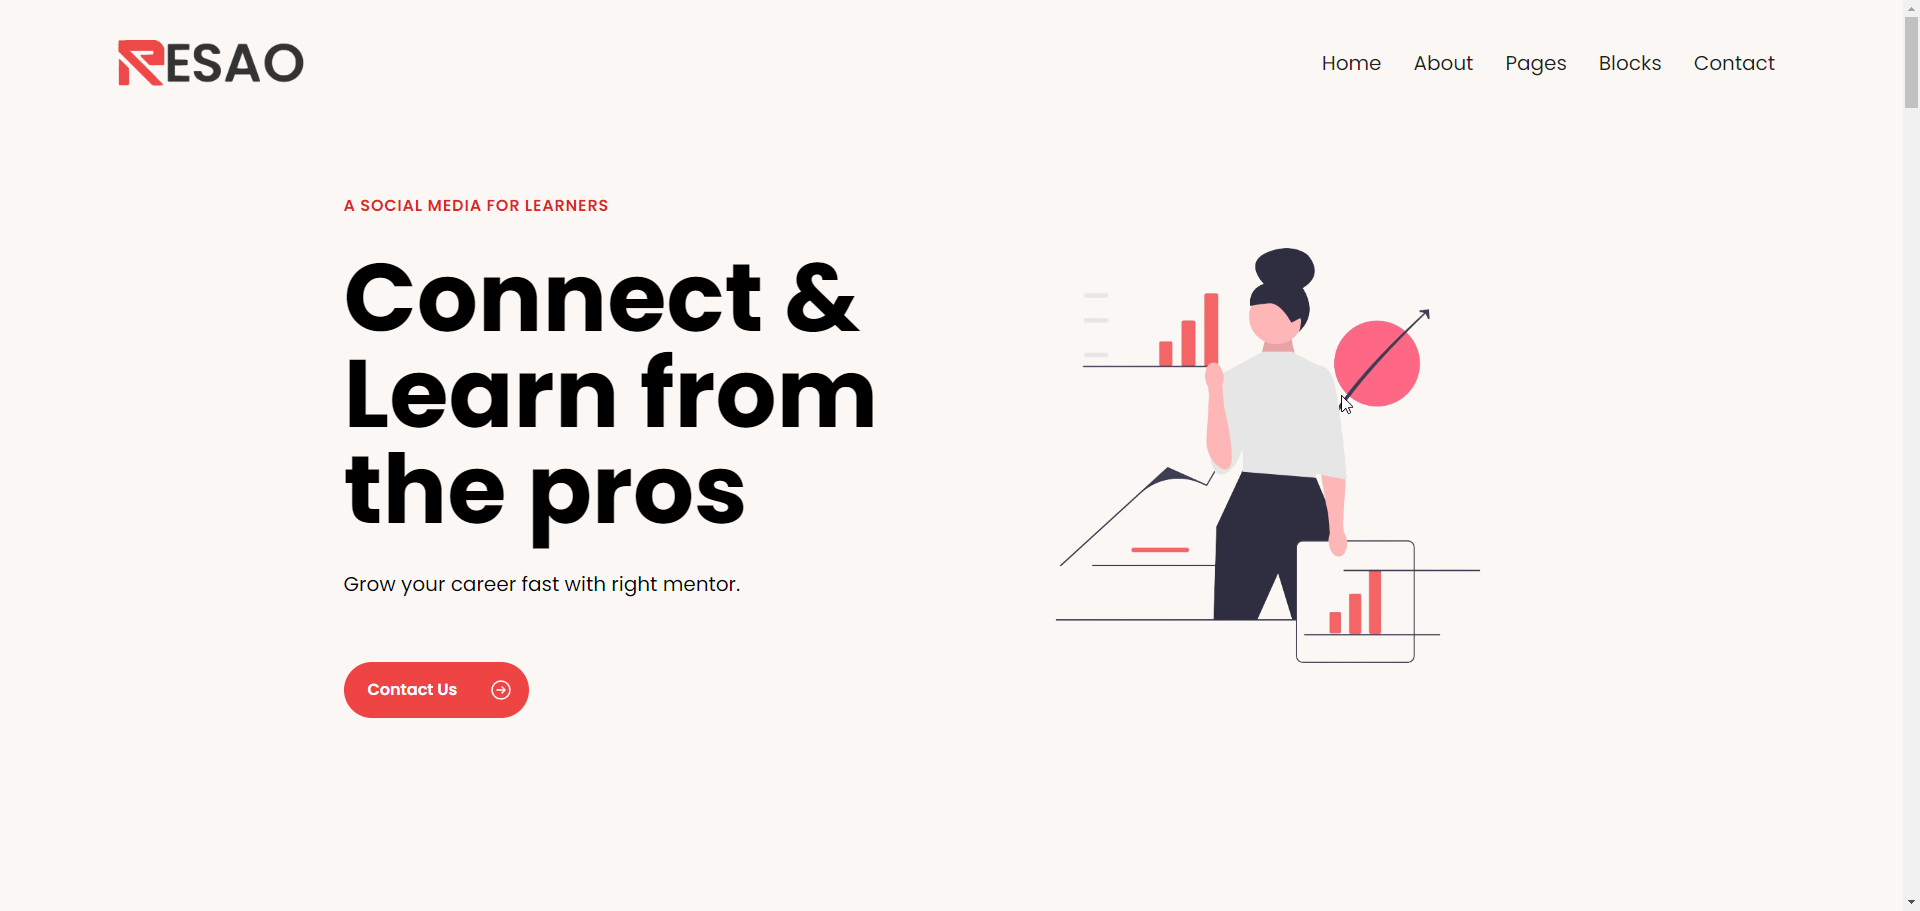 RESAO
Home About Pages Blocks Contact
A SOCIAL MEDIA FOR LEARNERS
Connect &
Learn from
the pros
Grow your career fast with right mentor.
Contact Us